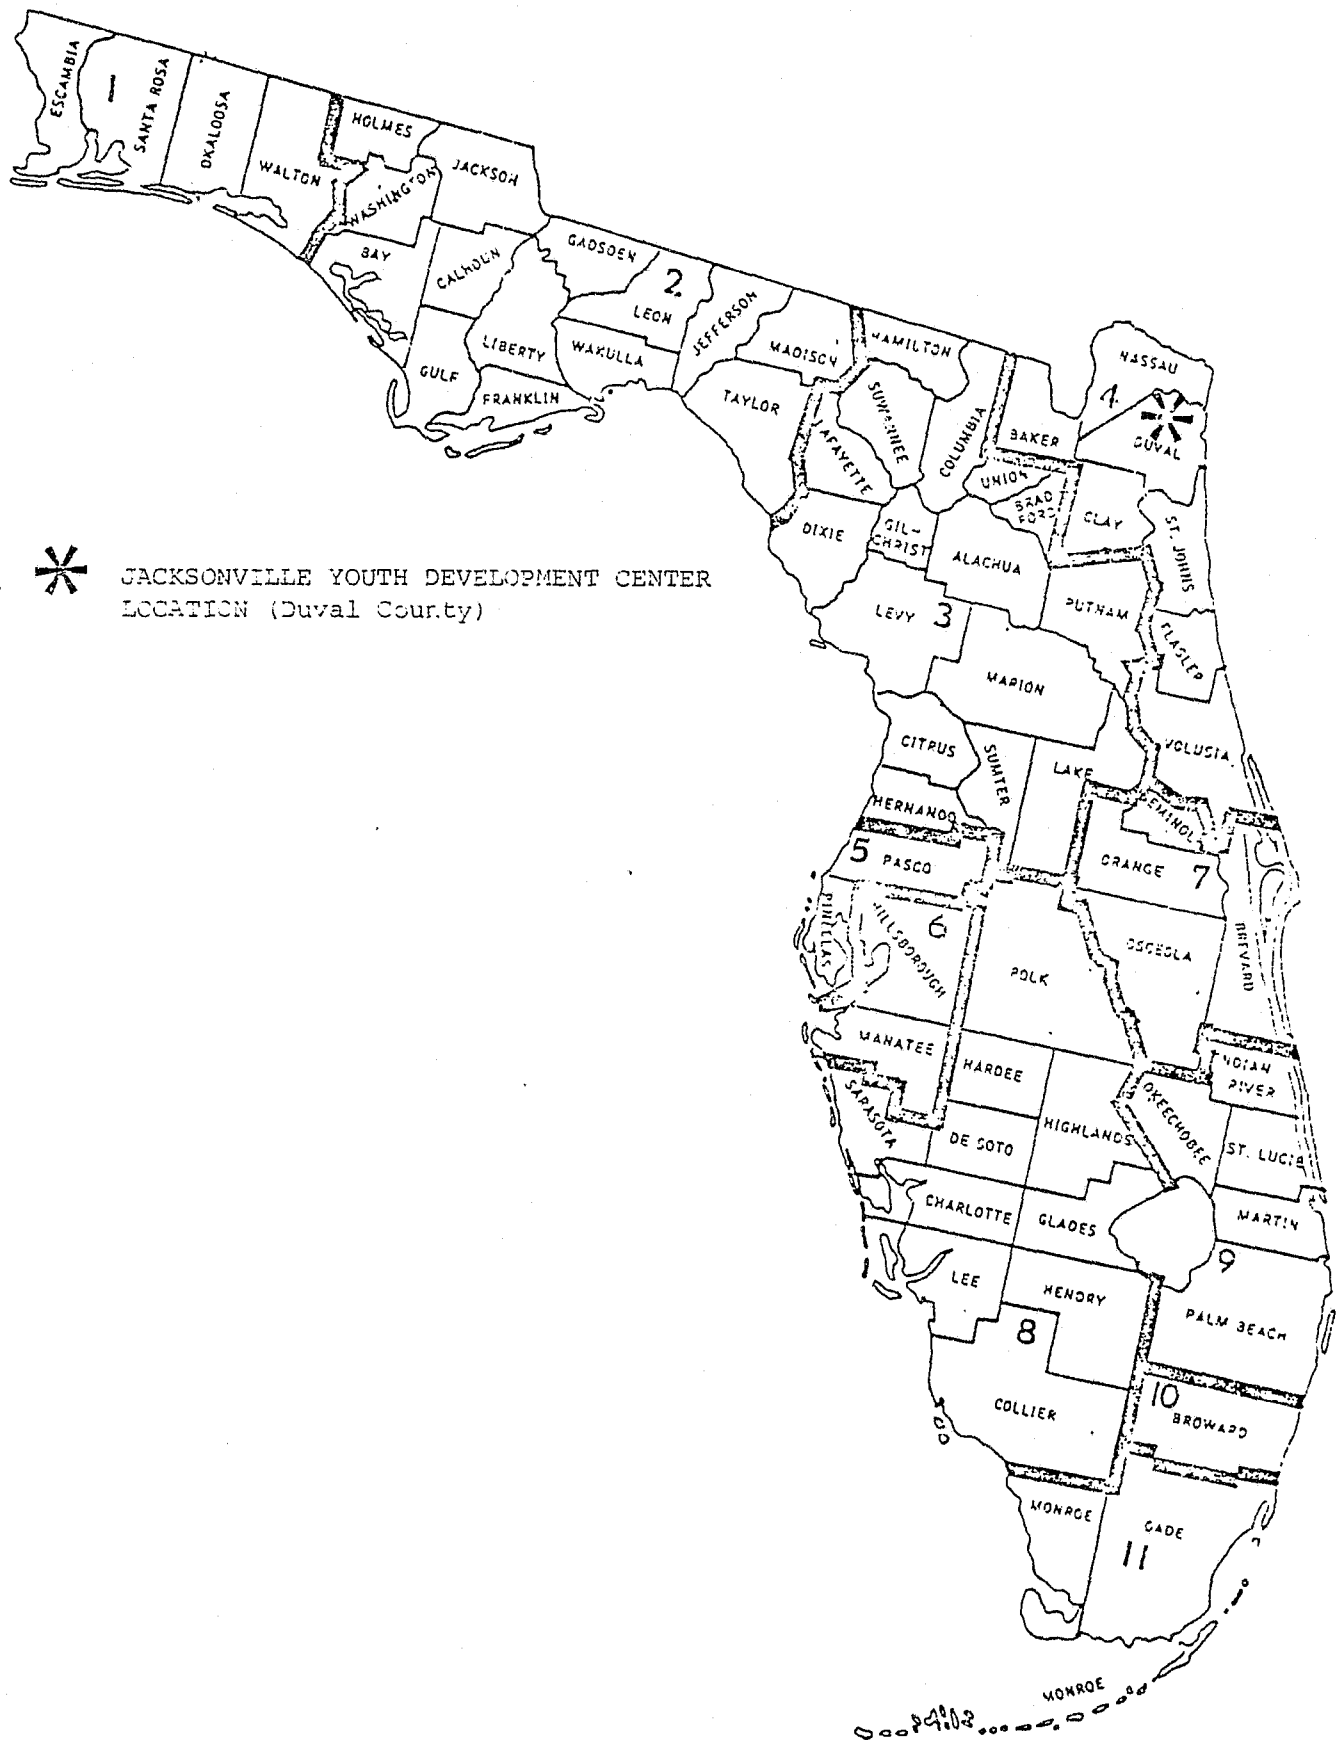 ESCAMBIA
1
SANTA ROSA
OKALOOSA
WALTON
HOLMES
JACKSON
WASHINGTON
BAY
CALHOUN
GADSDEN
2
LEON
JEFFERSON
LIBERTY
WAKULLA
MADISON
HAMILTON
GULF
FRANKLIN
TAYLOR
SUWANNEE
LAFAYETTE
COLUMBIA
BAKER
NASSAU
4
DUVAL
UNION
BRAD
FORD
CLAY
ST. JOHNS
DIXIE
GIL-
CHRIST
ALACHUA
JACKSONVILLE YOUTH DEVELOPMENT CENTER
LOCATION (Duval County)
LEVY
3
PUTNAM
FLAGLER
MARION
CITRUS
SUMTER
LAKE
VOLUSIA
HERNANDO
SEMINOLE
5
PASCO
ORANGE
7
PINELLAS
HILLSBOROUGH
6
POLK
OSCEOLA
BREVARD
MANATEE
HARDEE
INDIAN
RIVER
SARASOTA
DE SOTO
HIGHLANDS
OKEECHOBEE
ST. LUCIE
CHARLOTTE
GLADES
MARTIN
9
LEE
HENDRY
PALM BEACH
8
COLLIER
10
BROWARD
MONROE
DADE
11
MONROE